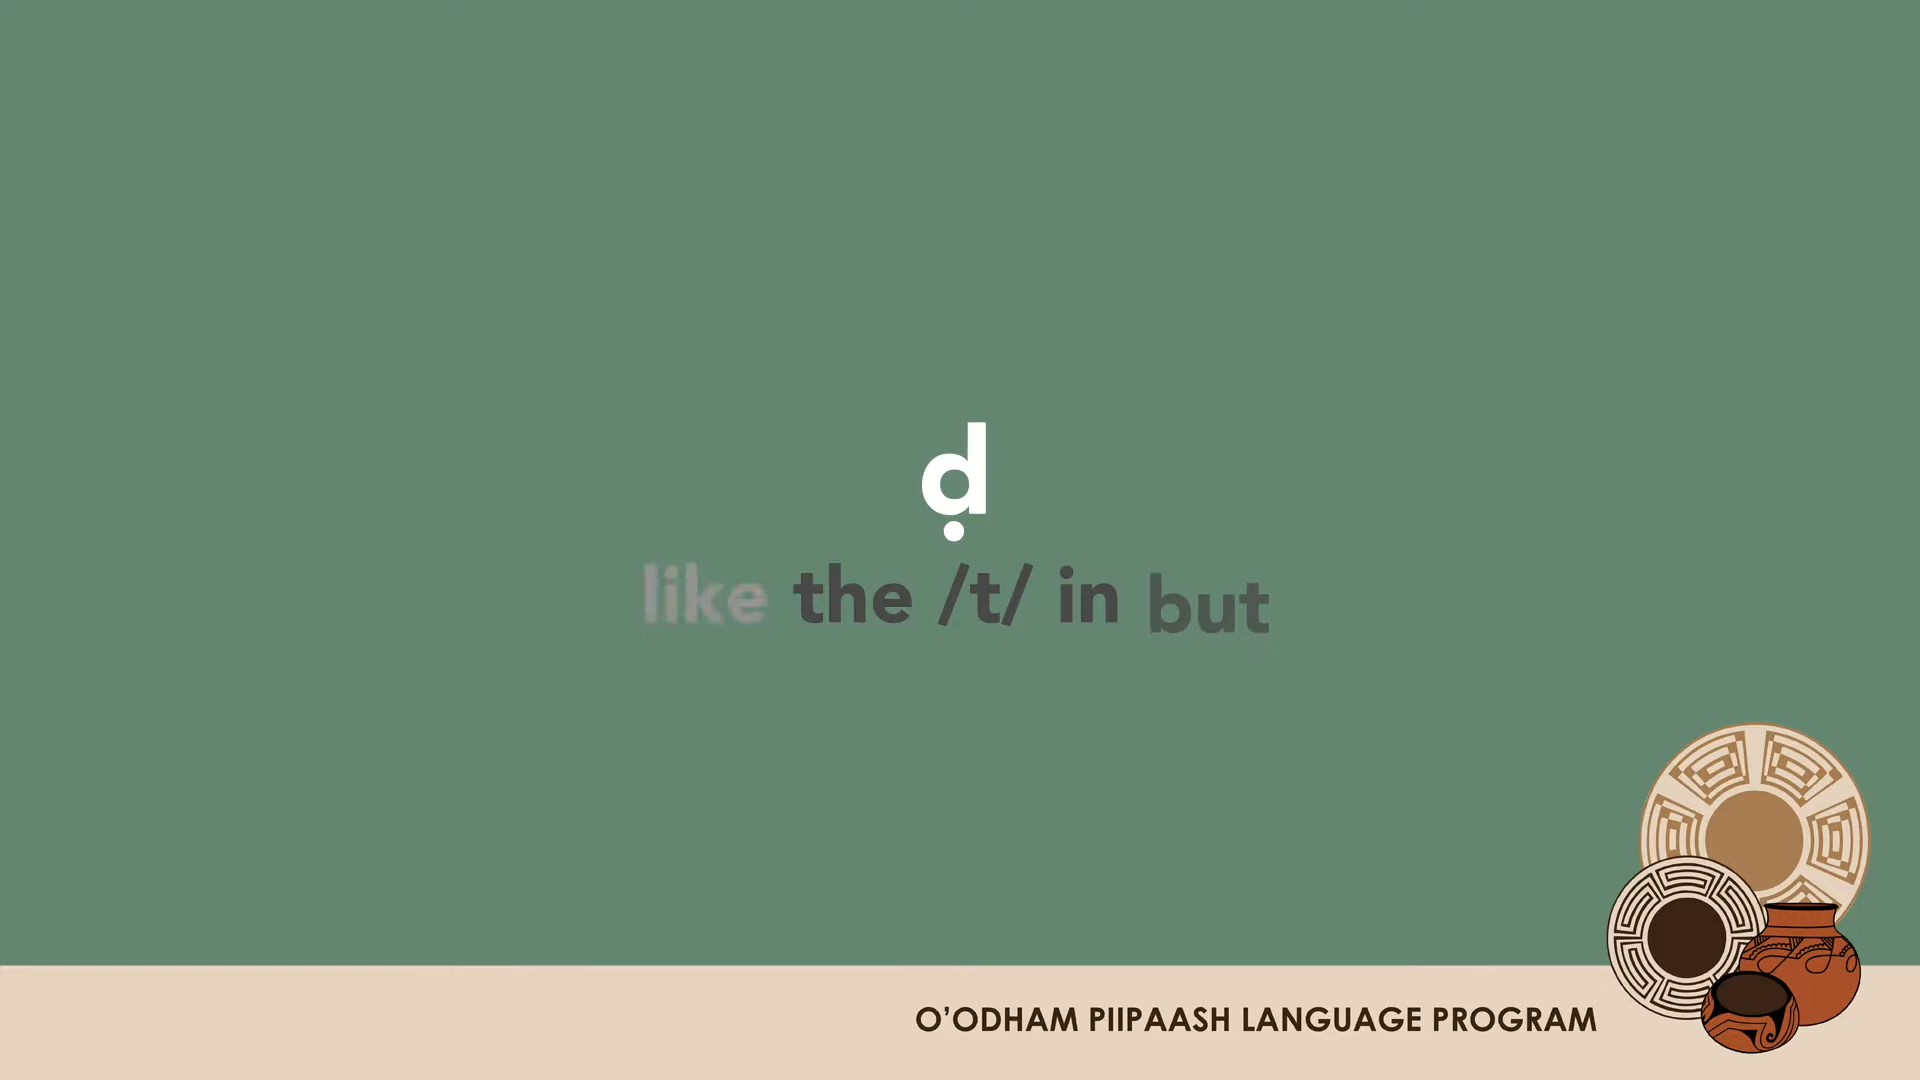 ḍ
like the /t/ in but
O’ODHAM PIIPAASH LANGUAGE PROGRAM